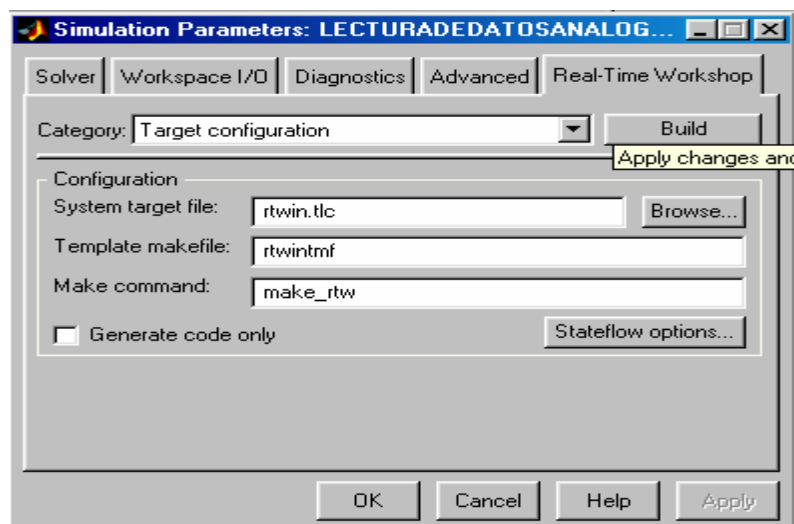 Simulation Parameters: LECTURADEDATOSANALOG...
Solver Workspace I/O Diagnostics Advanced Real-Time Workshop
Category: Target configuration Build
Apply changes and
Configuration
System target file: rtwin.tlc Browse...
Template makefile: rtwintmf
Make command: make_rtw
Generate code only Stateflow options...
OK Cancel Help Apply